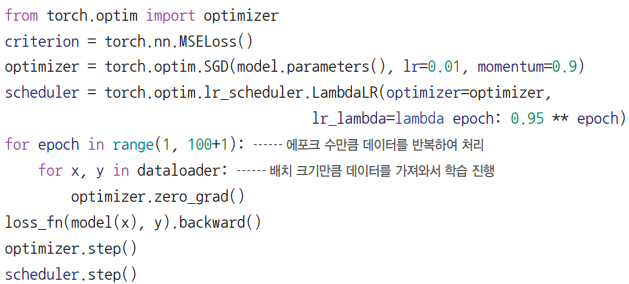 from torch.optim import optimizer
criterion = torch.nn.MSELoss()
optimizer = torch.optim.SGD(model.parameters(), lr=0.01, momentum=0.9)
scheduler = torch.optim.lr_scheduler.LambdaLR(optimizer=optimizer,
lr_lambda=lambda epoch: 0.95 ** epoch)
for epoch in range(1, 100+1): ------ 에포크 수만큼 데이터를 반복하여 처리
for x, y in dataloader: ------ 배치 크기만큼 데이터를 가져와서 학습 진행
optimizer.zero_grad()
loss_fn(model(x), y).backward()
optimizer.step()
scheduler.step()